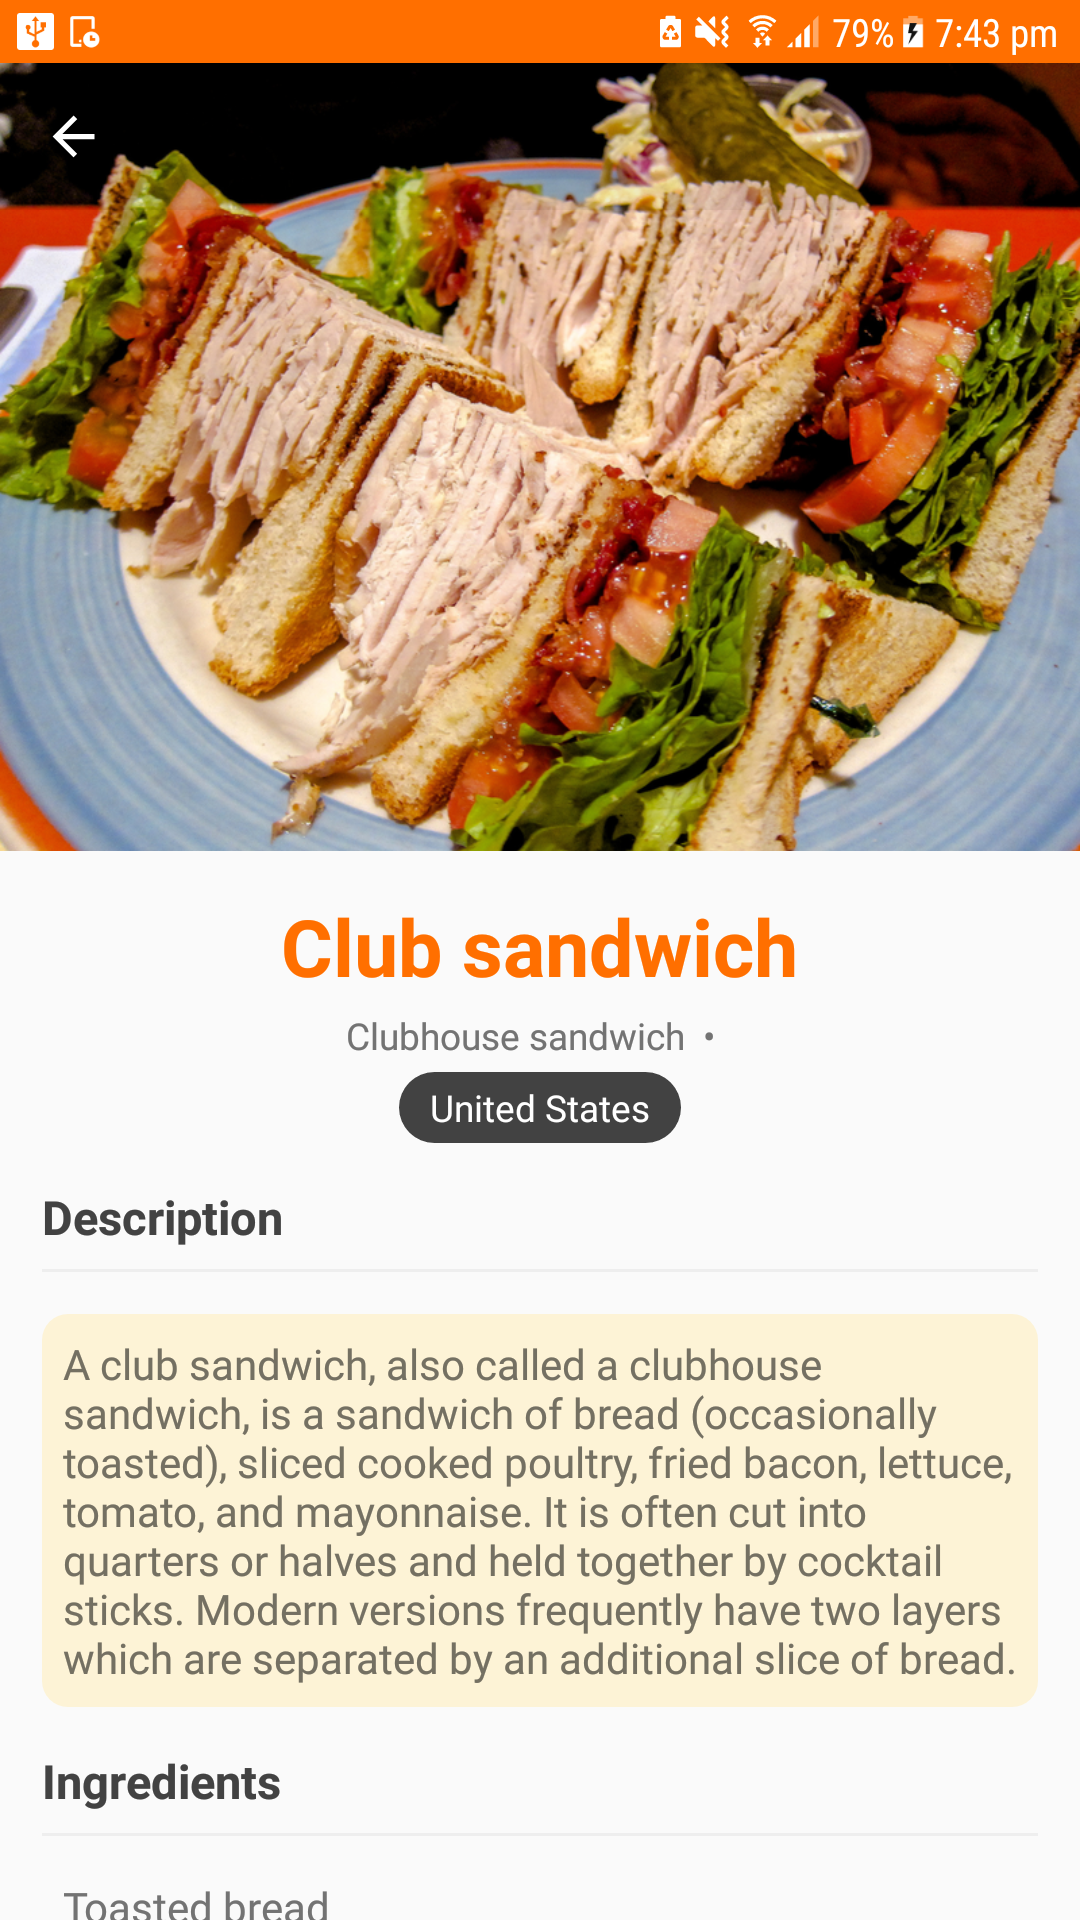 79% 7:43 pm
Club sandwich
Clubhouse sandwich •
United States
Description
A club sandwich, also called a clubhouse
sandwich, is a sandwich of bread (occasionally
toasted), sliced cooked poultry, fried bacon, lettuce,
tomato, and mayonnaise. It is often cut into
quarters or halves and held together by cocktail
sticks. Modern versions frequently have two layers
which are separated by an additional slice of bread.
Ingredients
Toasted bread